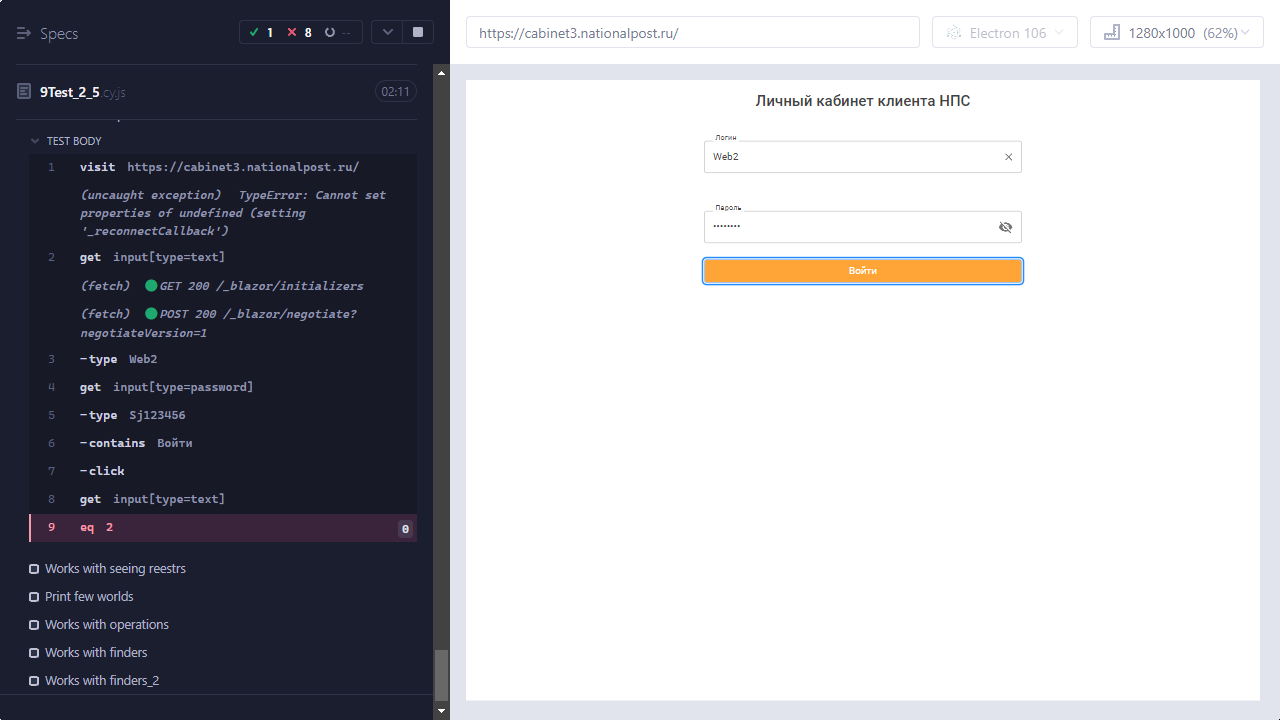 Specs
1 8 --
https://cabinet3.nationalpost.ru/
Electron 106
1280x1000 (62%)
9Test_2_5.cy.js
02:11
TEST BODY
1 visit https://cabinet3.nationalpost.ru/
(uncaught exception) TypeError: Cannot set
properties of undefined (setting
'_reconnectCallback')
2 get input[type=text]
(fetch) GET 200 /_blazor/initializers
(fetch) POST 200 /_blazor/negotiate?
negotiateVersion=1
3 -type Web2
4 get input[type=password]
5 -type Sj123456
6 -contains Войти
7 -click
8 get input[type=text]
9 eq 2 0
Works with seeing reestrs
Print few worlds
Works with operations
Works with finders
Works with finders_2
Личный кабинет клиента НПС
Логин
Web2
Пароль
••••••••
Войти